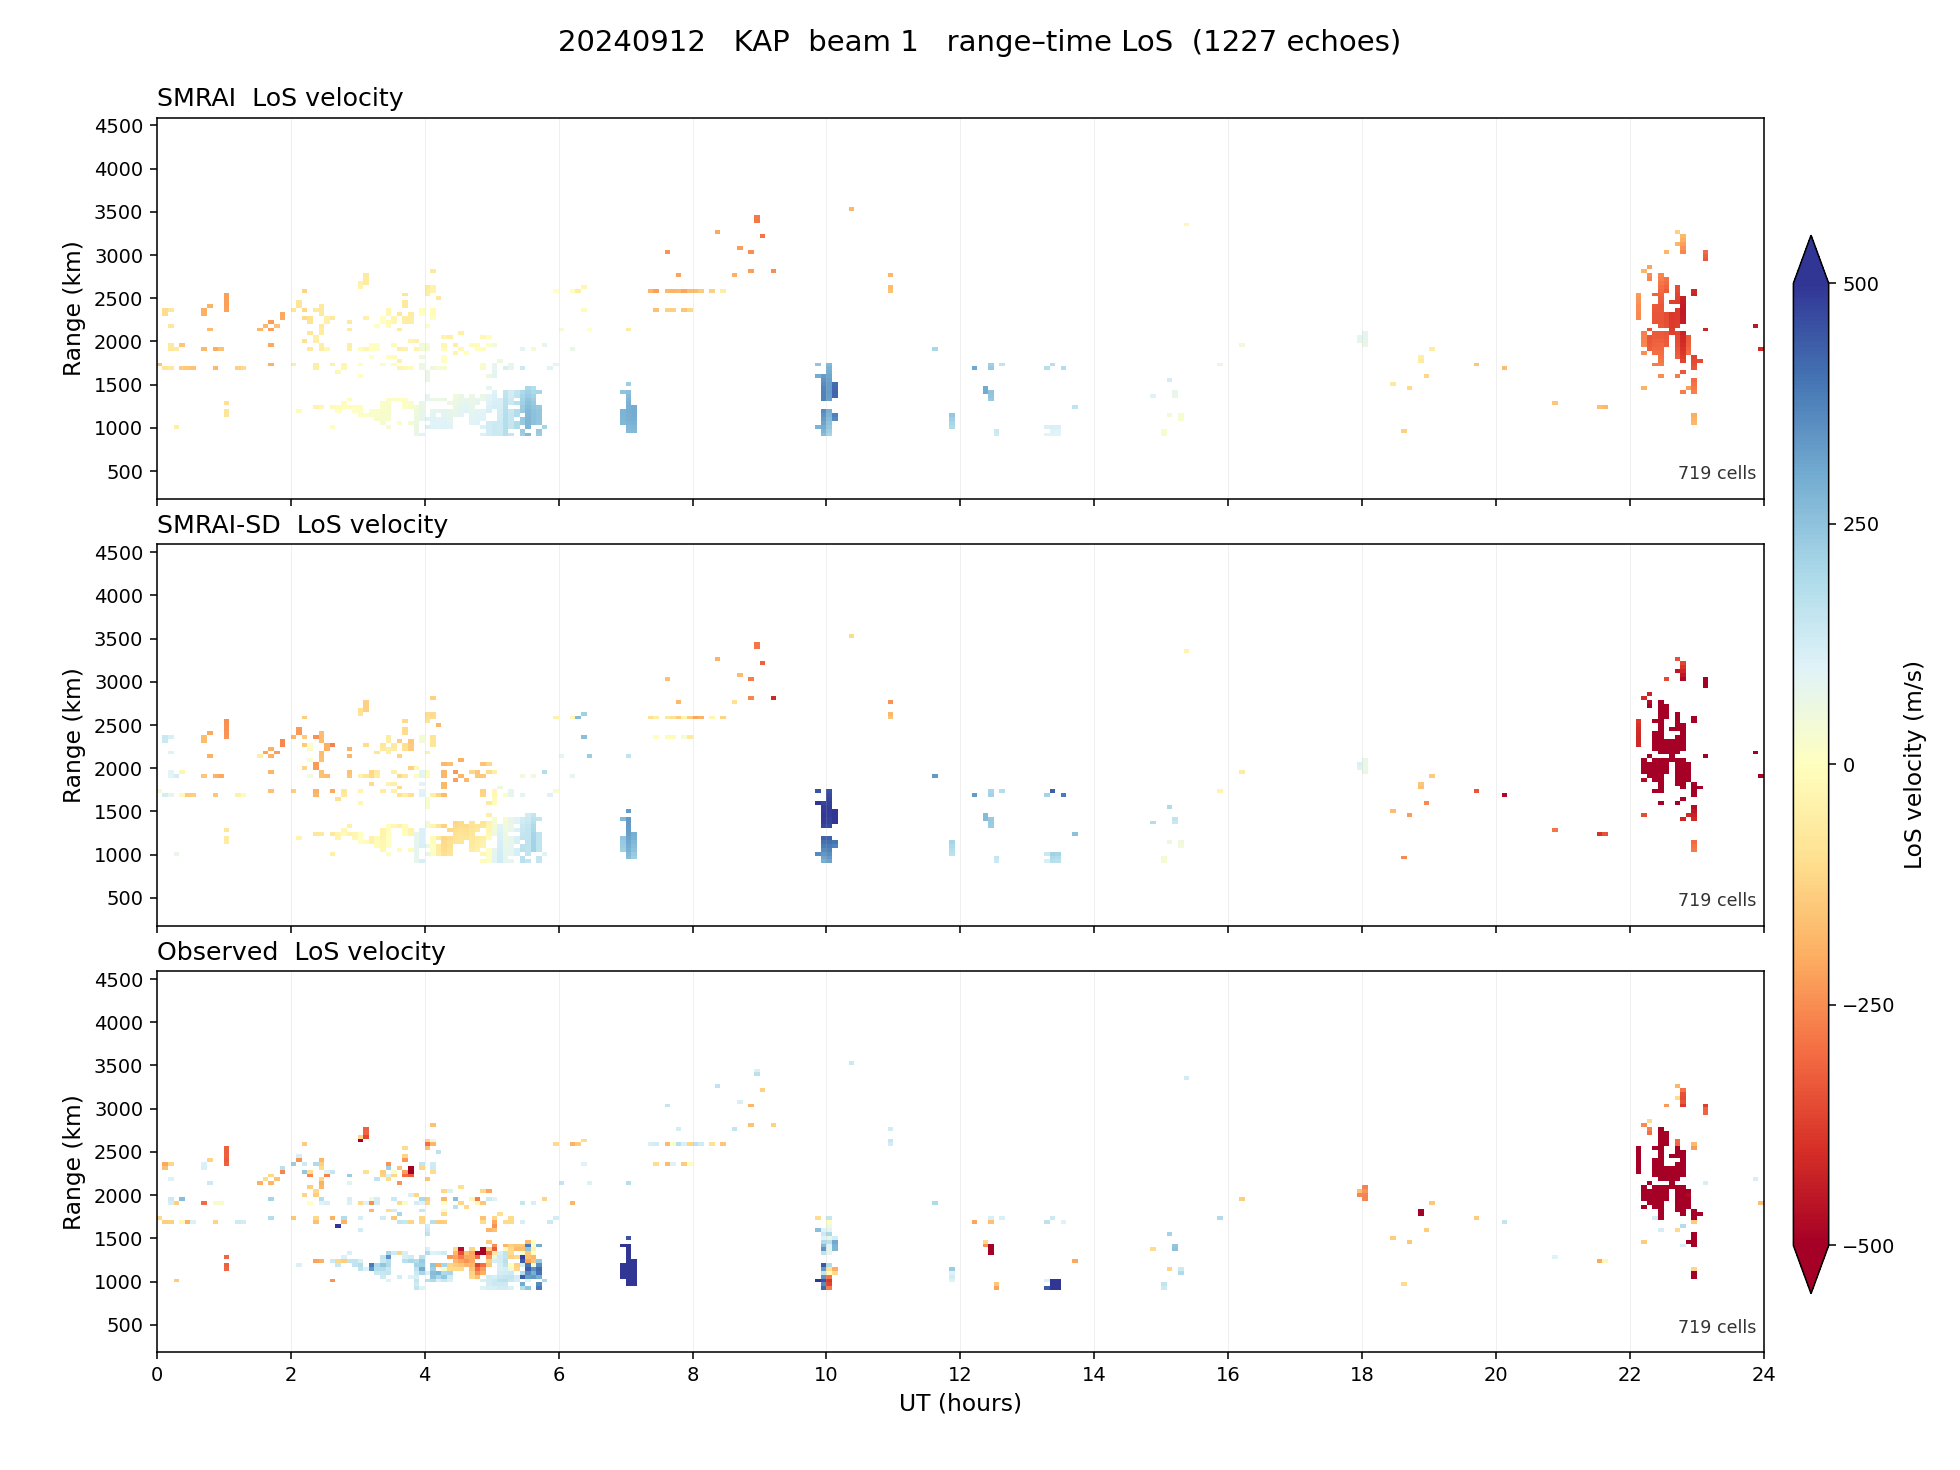 20240912   KAP  beam 1   range–time LoS  (1227 echoes)
SMRAI  LoS velocity
4500
4000
3500
3000
2500
2000
1500
1000
500
Range (km)
719 cells
SMRAI-SD  LoS velocity
4500
4000
3500
3000
2500
2000
1500
1000
500
Range (km)
719 cells
Observed  LoS velocity
4500
4000
3500
3000
2500
2000
1500
1000
500
Range (km)
719 cells
0 2 4 6 8 10 12 14 16 18 20 22 24
UT (hours)
500
250
0
−250
−500
LoS velocity (m/s)